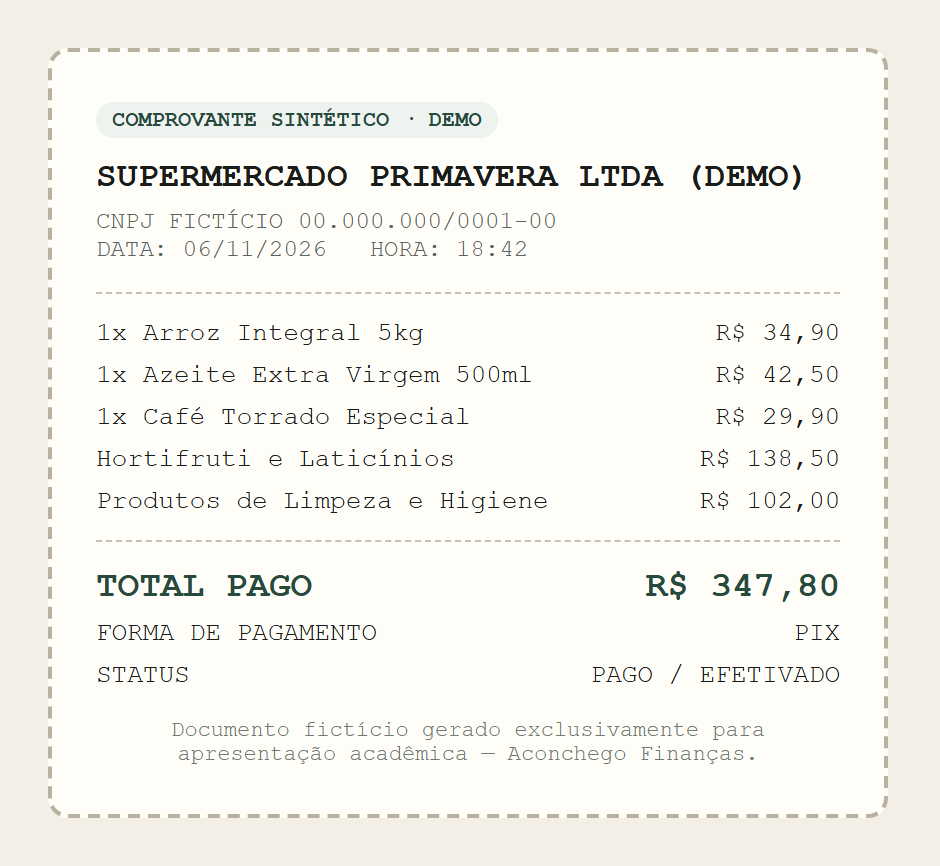 COMPROVANTE SINTÉTICO · DEMO
SUPERMERCADO PRIMAVERA LTDA (DEMO)
CNPJ FICTÍCIO 00.000.000/0001-00
DATA: 06/11/2026 HORA: 18:42
1x Arroz Integral 5kg R$ 34,90
1x Azeite Extra Virgem 500ml R$ 42,50
1x Café Torrado Especial R$ 29,90
Hortifruti e Laticínios R$ 138,50
Produtos de Limpeza e Higiene R$ 102,00
TOTAL PAGO R$ 347,80
FORMA DE PAGAMENTO PIX
STATUS PAGO / EFETIVADO
Documento fictício gerado exclusivamente para
apresentação acadêmica — Aconchego Finanças.